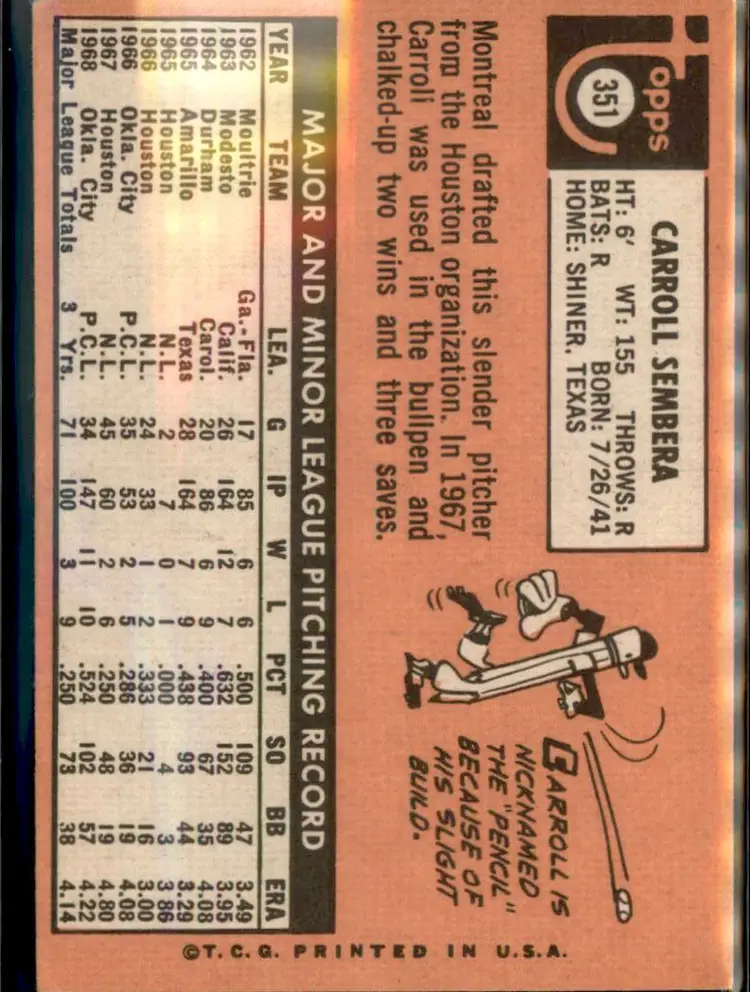 Topps
351
CARROLL SEMBERA
HT: 6' WT: 155 THROWS: R
BATS: R BORN: 7/26/41
HOME: SHINER, TEXAS
Montreal drafted this slender pitcher
from the Houston organization. In 1967,
Carroll was used in the bullpen and
chalked-up two wins and three saves.
CARROLL IS
NICKNAMED
THE "PENCIL"
BECAUSE OF
HIS SLIGHT
BUILD.
MAJOR AND MINOR LEAGUE PITCHING RECORD
YEAR TEAM LEA. G IP W L PCT SO BB ERA
1962 Moultrie Ga.-Fla. 17 85 6 6 .500 109 47 3.49
1963 Modesto Calif. 26 164 12 7 .632 152 89 3.95
1964 Durham Carol. 20 86 6 9 .400 67 35 4.08
1965 Amarillo Texas 28 164 7 9 .438 93 44 3.29
1965 Houston N.L. 2 7 0 1 .000 4 3 3.86
1966 Houston N.L. 24 33 1 2 .333 21 16 3.00
1966 Okla. City P.C.L. 35 53 2 5 .286 36 19 4.08
1967 Houston N.L. 45 60 2 6 .250 48 19 4.80
1968 Okla. City P.C.L. 34 147 11 10 .524 102 57 4.22
Major League Totals 3 Yrs. 71 100 3 9 .250 73 38 4.14
©T.C.G. PRINTED IN U.S.A.